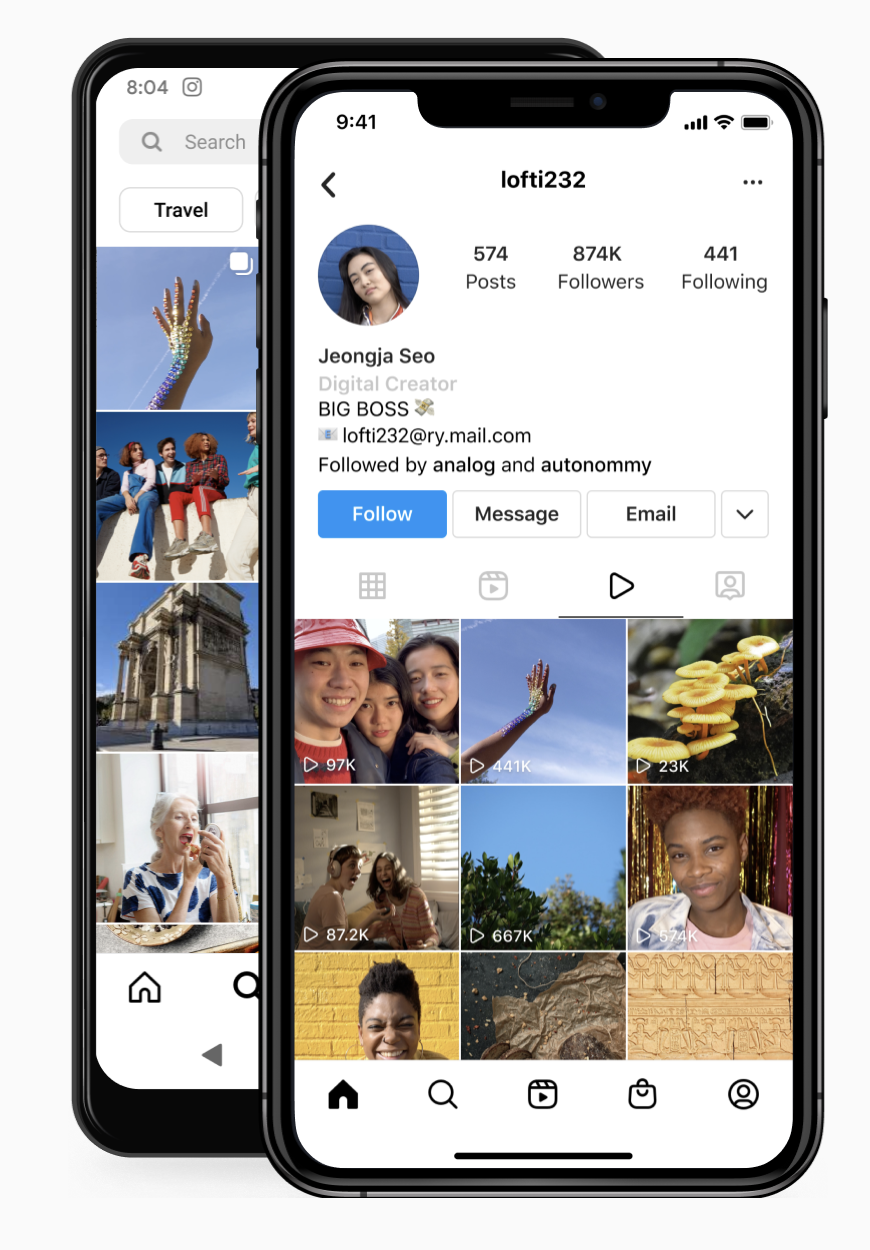 8:04
Search
Travel
9:41
lofti232
574 874K 441
Posts Followers Following
Jeongja Seo
Digital Creator
BIG BOSS 💸
📧 lofti232@ry.mail.com
Followed by analog and autonommy
Follow Message Email
97K 441K 23K
87.2K 667K 574K